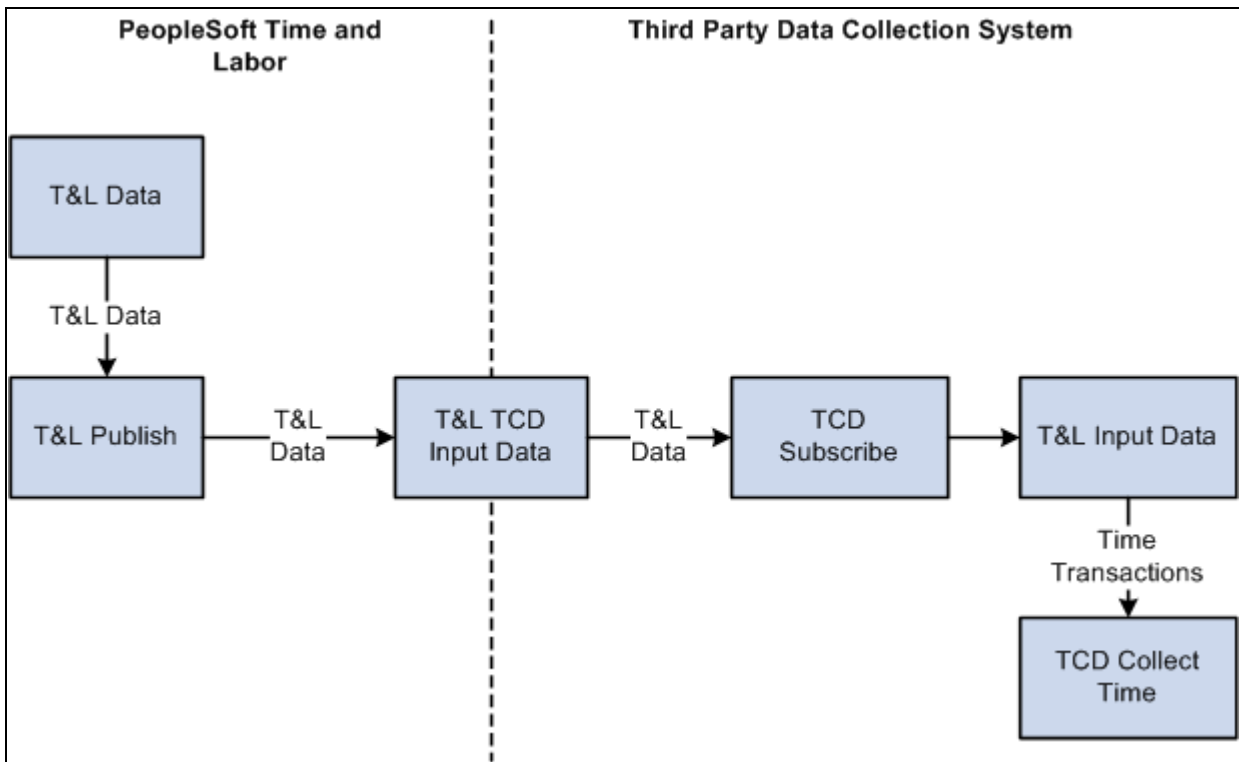 PeopleSoft Time and
Labor
Third Party Data Collection System
T&L Data
T&L Data
T&L Publish
T&L
Data
T&L TCD
Input Data
T&L
Data
TCD
Subscribe
T&L Input Data
Time
Transactions
TCD Collect
Time